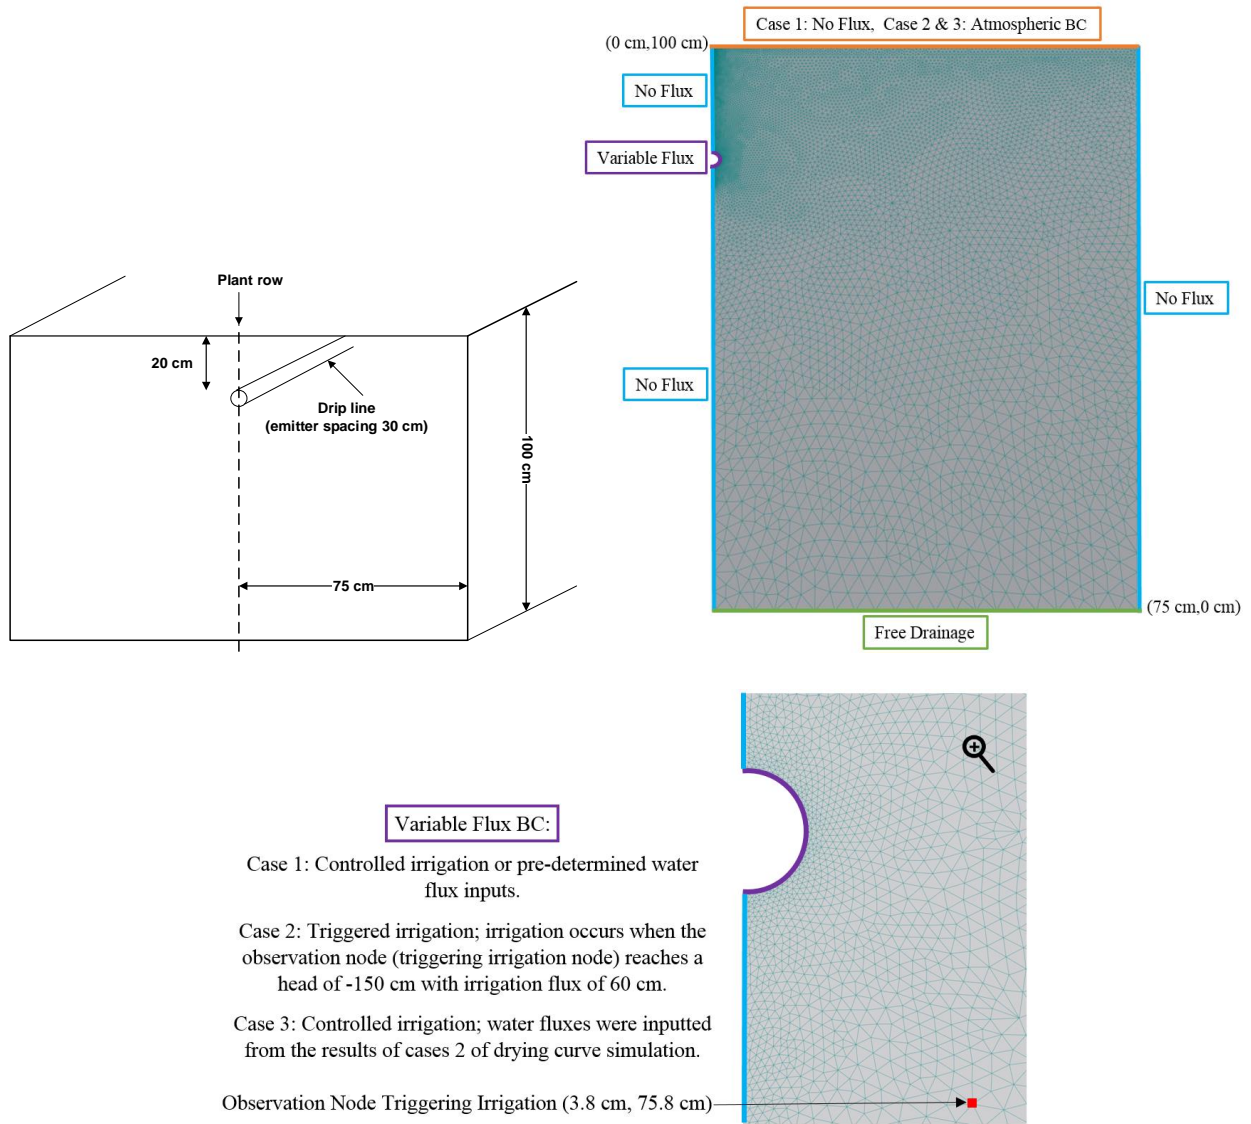 Case 1: No Flux,  Case 2 & 3: Atmospheric BC
(0 cm,100 cm)
No Flux
Variable Flux
No Flux
No Flux
(75 cm,0 cm)
Free Drainage
Plant row
20 cm
Drip line
(emitter spacing 30 cm)
100 cm
75 cm
Variable Flux BC:
Case 1: Controlled irrigation or pre-determined water
flux inputs.
Case 2: Triggered irrigation; irrigation occurs when the
observation node (triggering irrigation node) reaches a
head of -150 cm with irrigation flux of 60 cm.
Case 3: Controlled irrigation; water fluxes were inputted
from the results of cases 2 of drying curve simulation.
Observation Node Triggering Irrigation (3.8 cm, 75.8 cm)